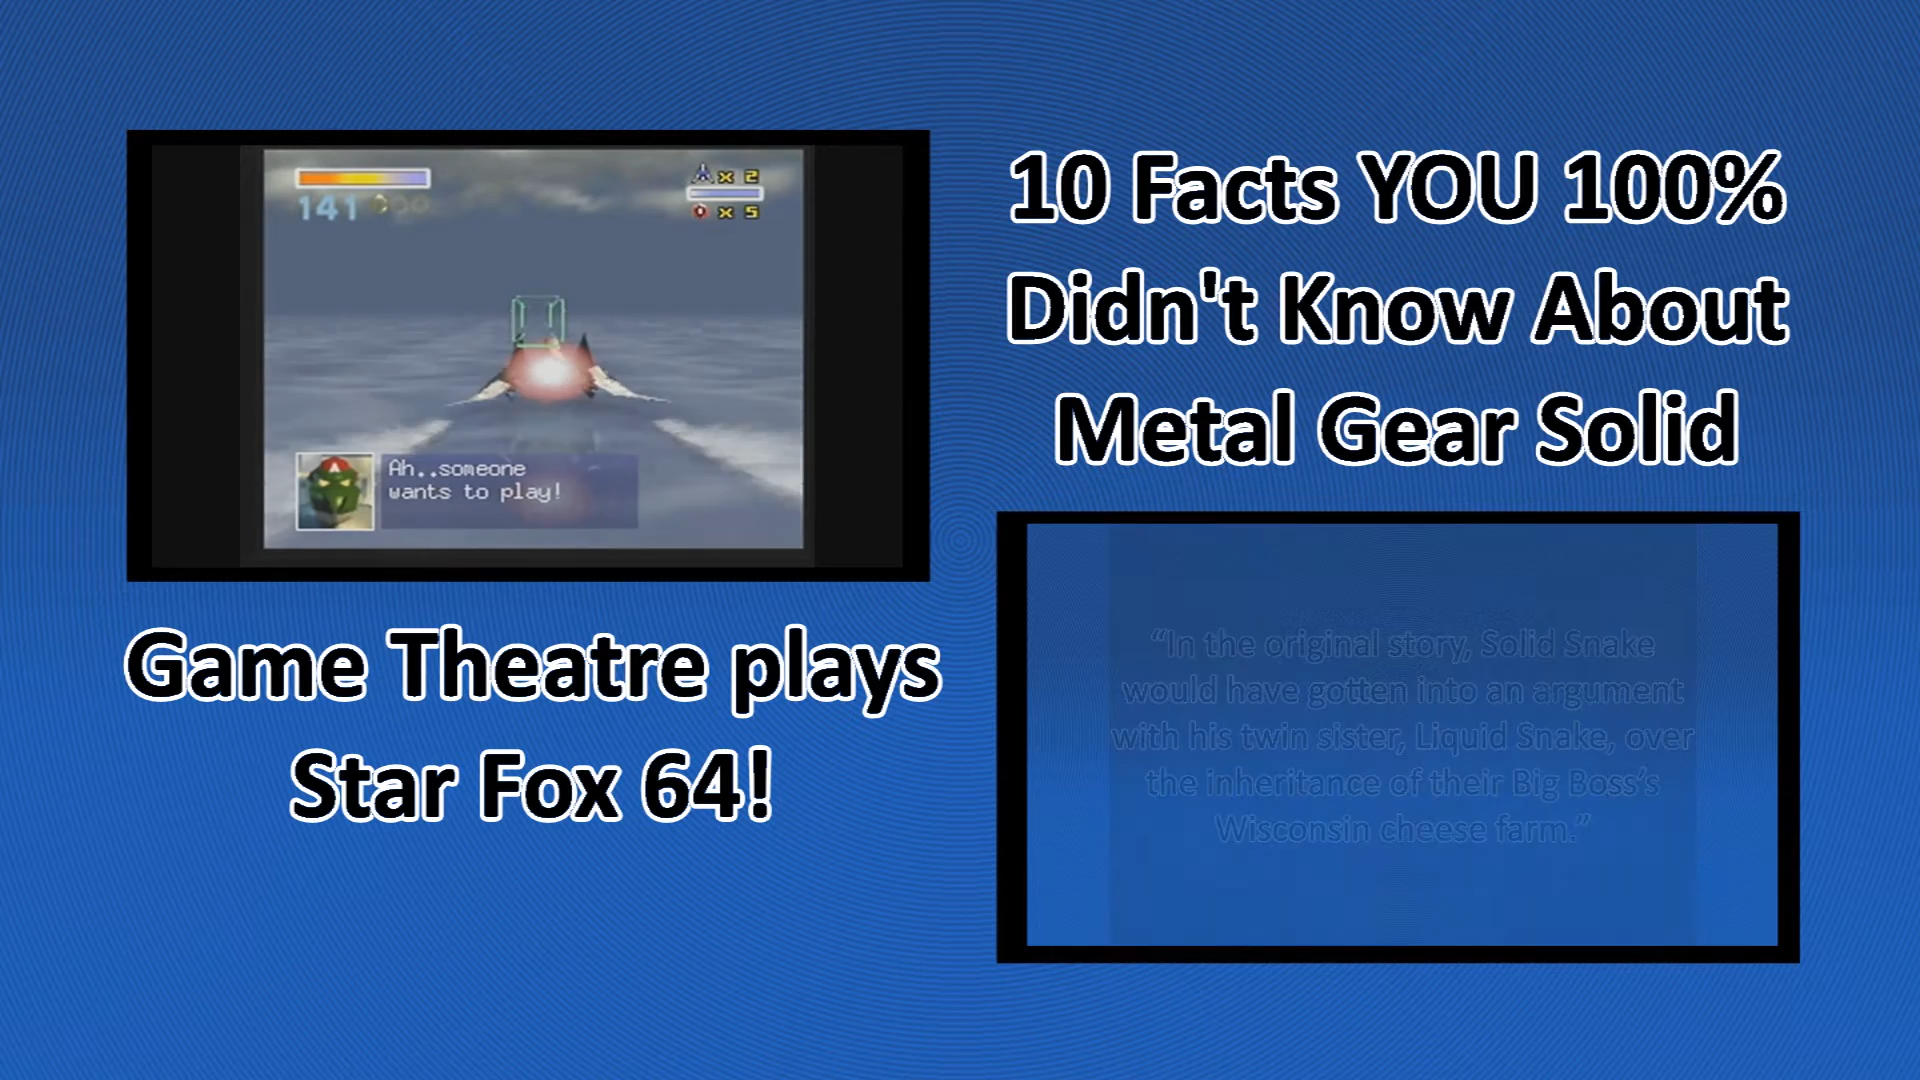 141
x 2
x 5
Ah..someone
wants to play!
Game Theatre plays
Star Fox 64!
10 Facts YOU 100%
Didn't Know About
Metal Gear Solid
“In the original story, Solid Snake
would have gotten into an argument
with his twin sister, Liquid Snake, over
the inheritance of their Big Boss’s
Wisconsin cheese farm.”